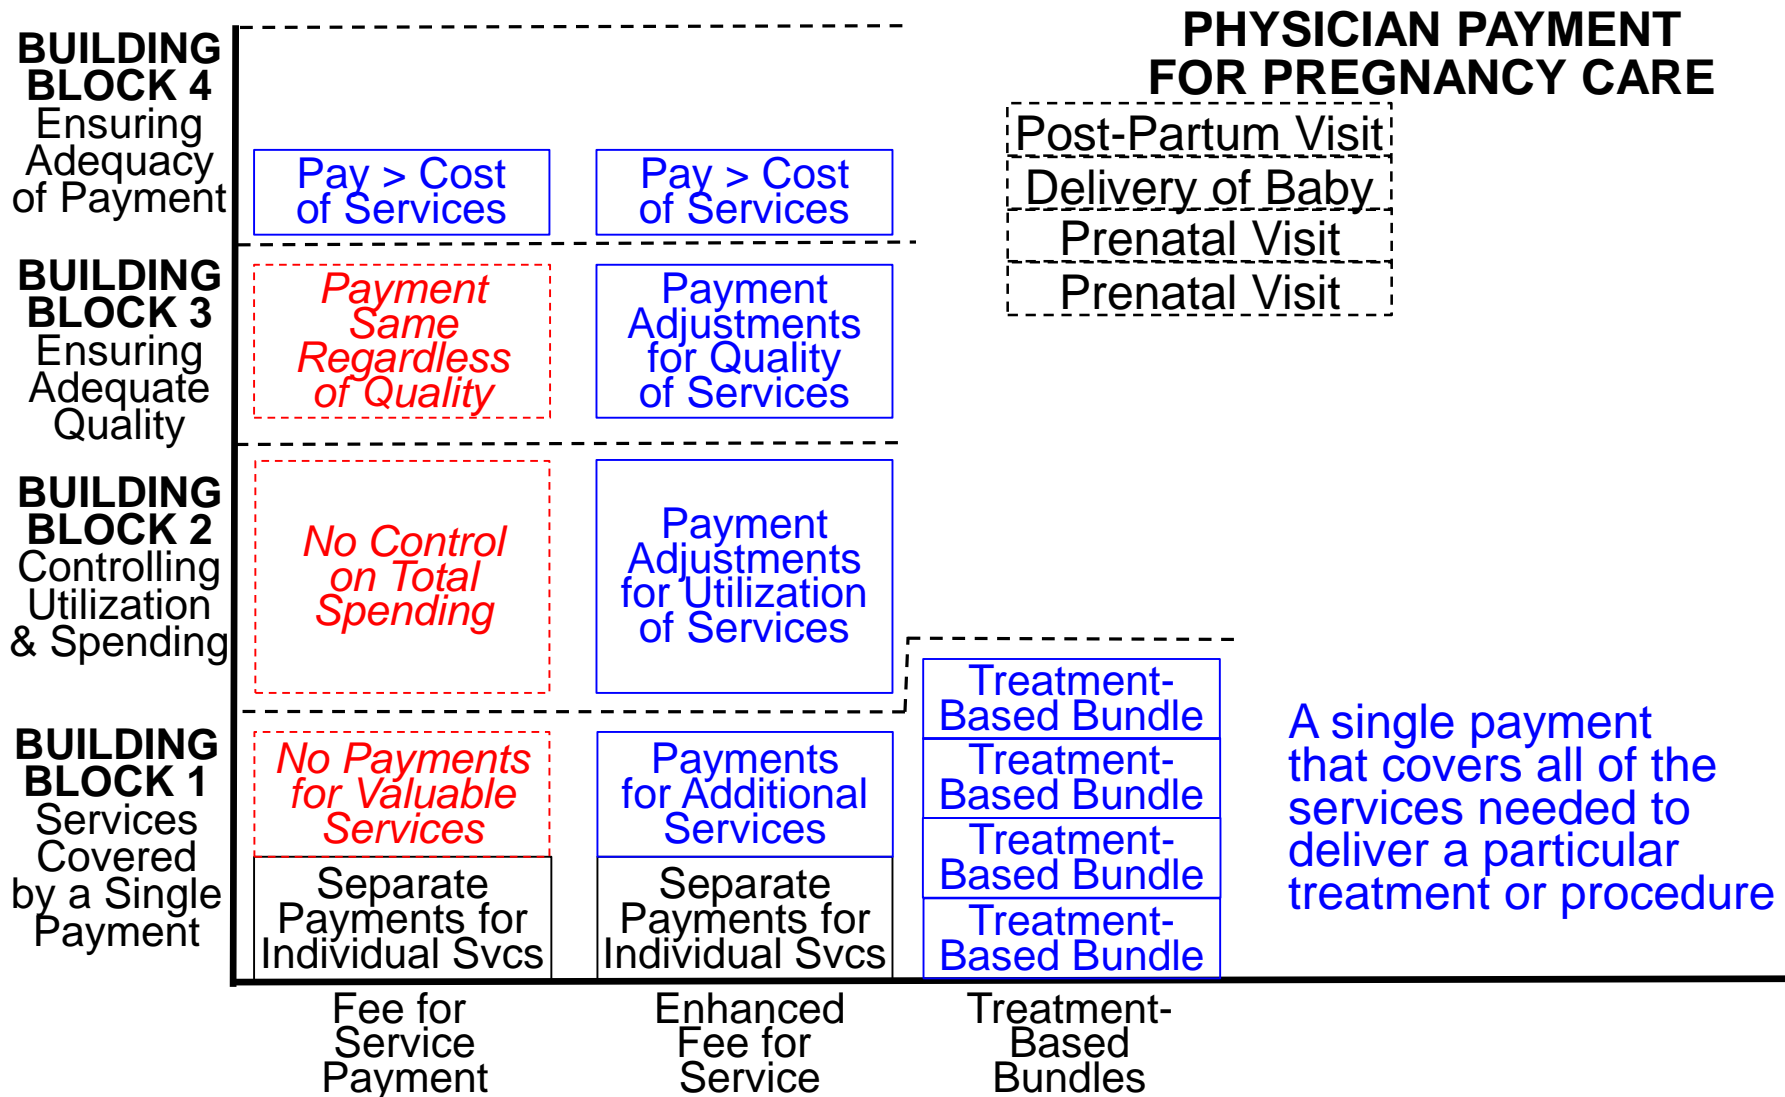 PHYSICIAN PAYMENT
FOR PREGNANCY CARE
Post-Partum Visit
Delivery of Baby
Prenatal Visit
Prenatal Visit
BUILDING
BLOCK 4
Ensuring
Adequacy
of Payment
Pay > Cost
of Services
Pay > Cost
of Services
BUILDING
BLOCK 3
Ensuring
Adequate
Quality
Payment
Same
Regardless
of Quality
Payment
Adjustments
for Quality
of Services
BUILDING
BLOCK 2
Controlling
Utilization
& Spending
No Control
on Total
Spending
Payment
Adjustments
for Utilization
of Services
BUILDING
BLOCK 1
Services
Covered
by a Single
Payment
No Payments
for Valuable
Services
Separate
Payments for
Individual Svcs
Payments
for Additional
Services
Separate
Payments for
Individual Svcs
Treatment-
Based Bundle
Treatment-
Based Bundle
Treatment-
Based Bundle
Treatment-
Based Bundle
A single payment
that covers all of the
services needed to
deliver a particular
treatment or procedure
Fee for
Service
Payment
Enhanced
Fee for
Service
Treatment-
Based
Bundles